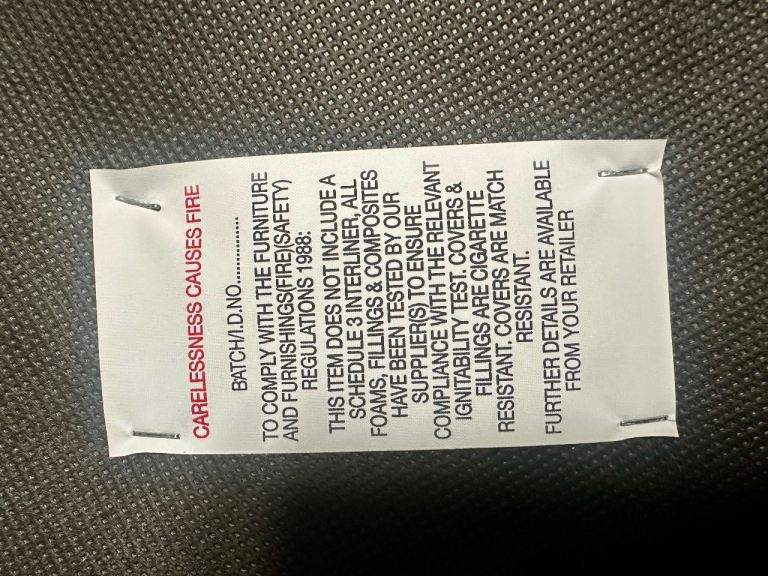 CARELESSNESS CAUSES FIRE
BATCH/I.D.NO...............
TO COMPLY WITH THE FURNITURE
AND FURNISHINGS(FIRE)(SAFETY)
REGULATIONS 1988:
THIS ITEM DOES NOT INCLUDE A
SCHEDULE 3 INTERLINER, ALL
FOAMS, FILLINGS & COMPOSITES
HAVE BEEN TESTED BY OUR
SUPPLIER(S) TO ENSURE
COMPLIANCE WITH THE RELEVANT
IGNITABILITY TEST. COVERS &
FILLINGS ARE CIGARETTE
RESISTANT. COVERS ARE MATCH
RESISTANT.
FURTHER DETAILS ARE AVAILABLE
FROM YOUR RETAILER